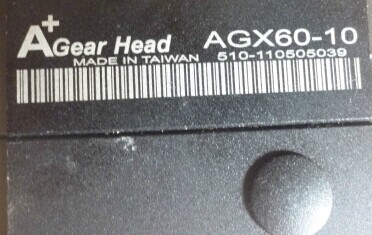 A+ Gear Head AGX60-10
MADE IN TAIWAN 510-110505039